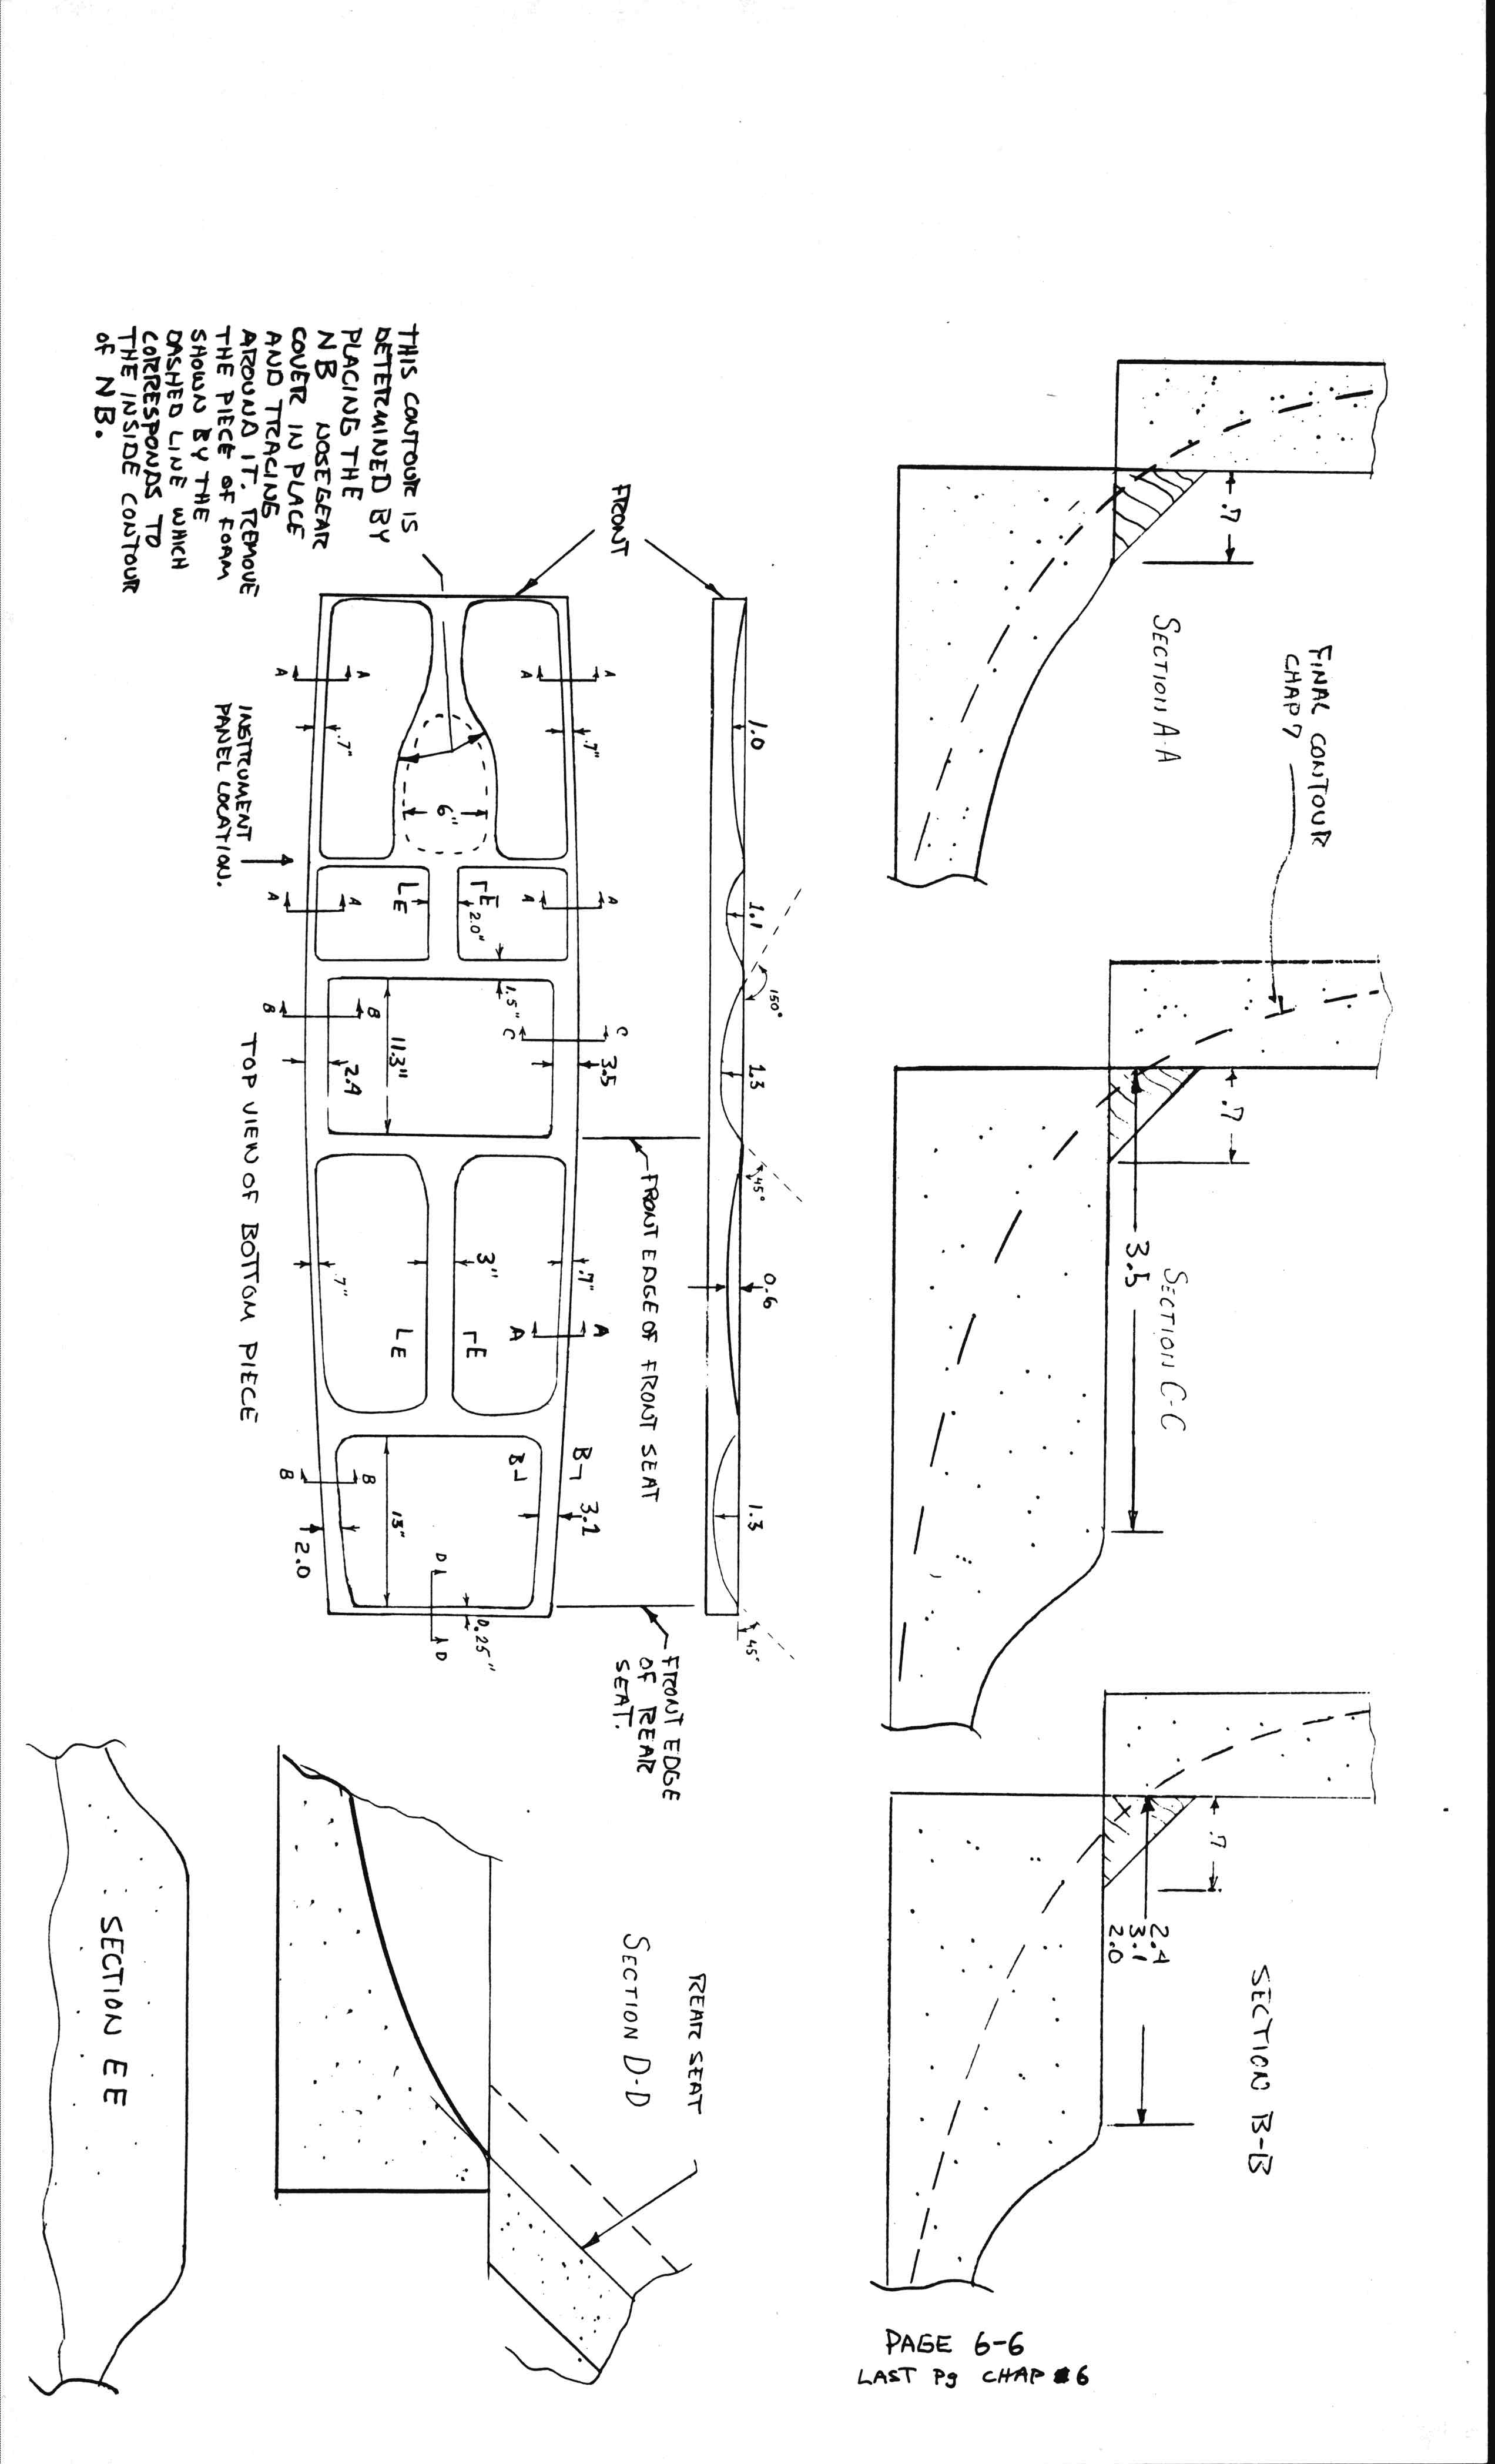 SECTION A-A
.7
FINAL CONTOUR
CHAP 7
SECTION C-C
.7
3.5
SECTION B-B
.7
2.4
3.1
2.0
FRONT
1.0
1.1
150°
1.3
45°
0.6
1.3
45°
THIS CONTOUR IS
DETERMINED BY
PLACING THE
NB NOSEGEAR
COVER IN PLACE
AND TRACING
AROUND IT. REMOVE
THE PIECE OF FOAM
SHOWN BY THE
DASHED LINE WHICH
CORRESPONDS TO
THE INSIDE CONTOUR
OF NB.
A
A
A
A
.7"
.7"
6"
INSTRUMENT
PANEL LOCATION.
A
A
A
A
E
E
2.0"
1.5"
B
B
C
C
11.3"
2.4
3.5
FRONT EDGE OF FRONT SEAT
.7"
3"
.7"
A
A
E
E
B
B
B
B
3.1
13"
2.0
D
D
0.25"
FRONT EDGE
OF REAR
SEAT.
TOP VIEW OF BOTTOM PIECE
REAR SEAT
SECTION D-D
SECTION EE
PAGE 6-6
LAST Pg CHAP 6